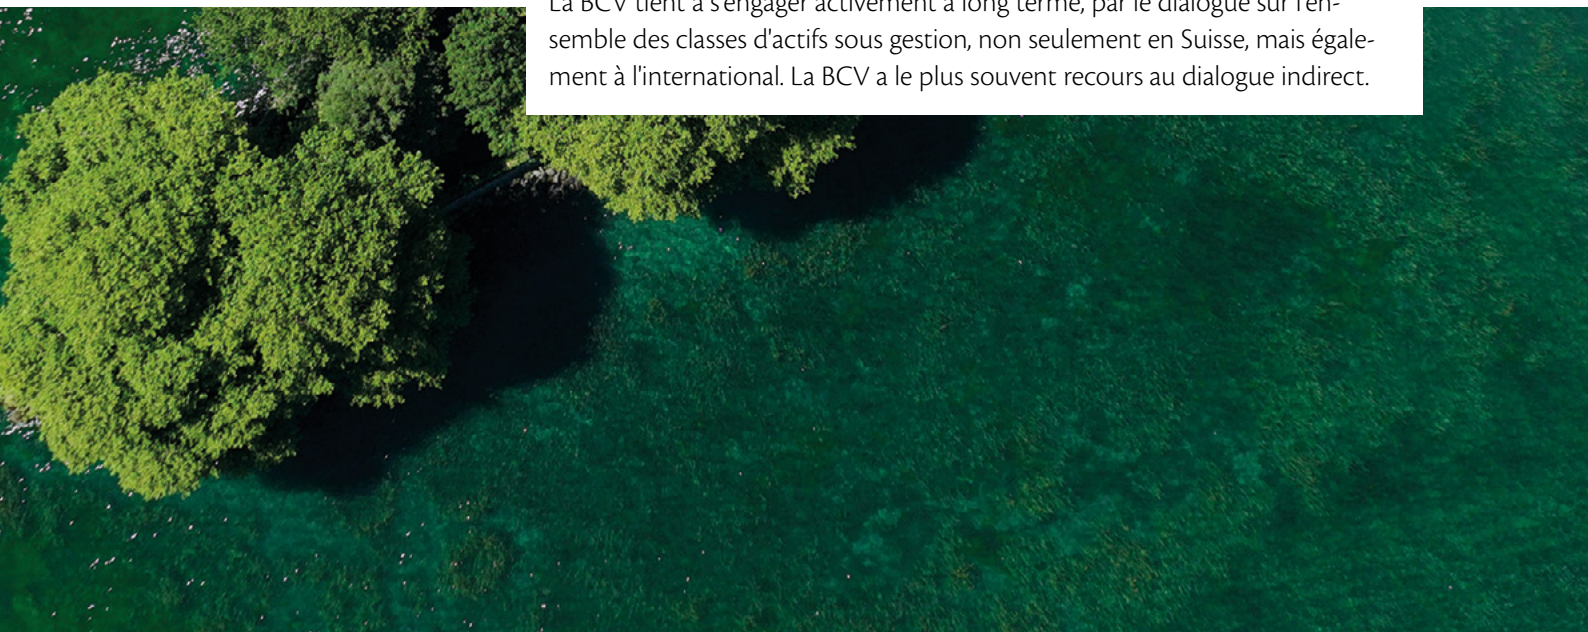 La BCV tient à s'engager activement à long terme, par le dialogue sur l'en-
semble des classes d'actifs sous gestion, non seulement en Suisse, mais égale-
ment à l'international. La BCV a le plus souvent recours au dialogue indirect.